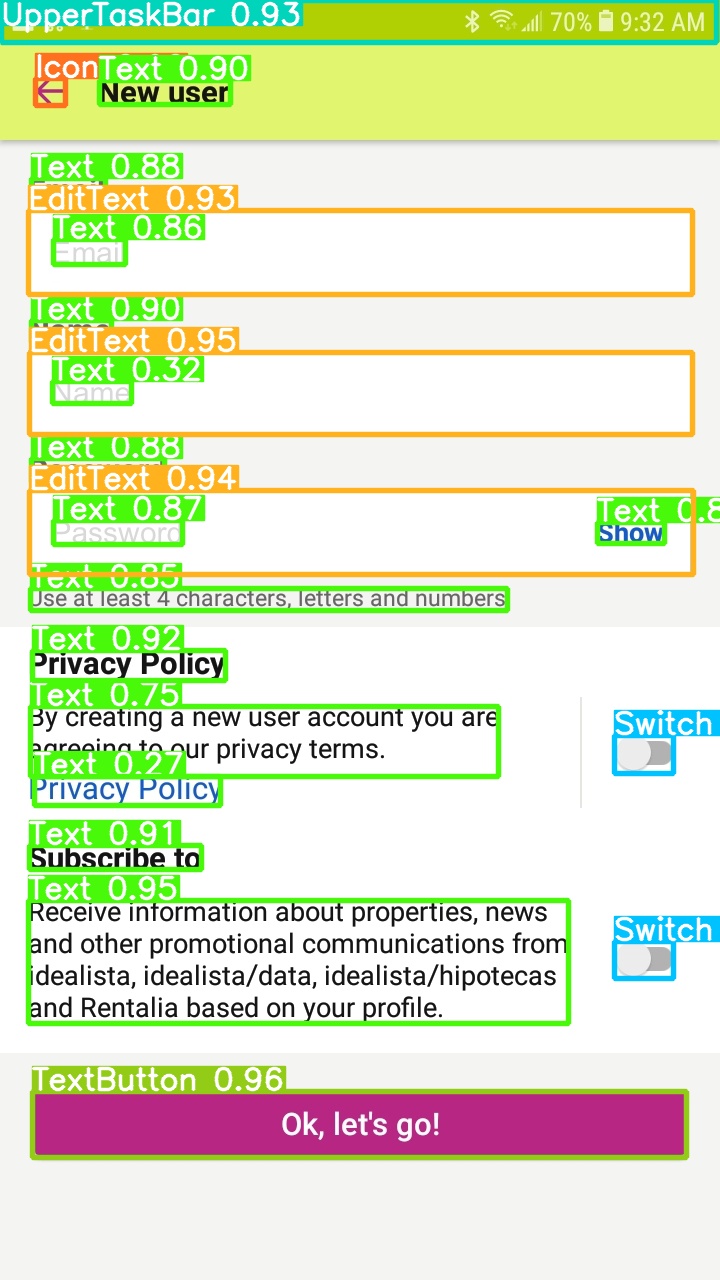 UpperTaskBar 0.93
70% 9:32 AM
Icon
Text 0.90
New user
Text 0.88
EditText 0.93
Text 0.86
Email
Text 0.90
Name
EditText 0.95
Text 0.32
Name
Text 0.88
EditText 0.94
Text 0.87
Password
Text 0.8
Show
Text 0.85
Use at least 4 characters, letters and numbers
Text 0.92
Privacy Policy
Text 0.75
By creating a new user account you are
agreeing to our privacy terms.
Switch
Text 0.27
Privacy Policy
Text 0.91
Subscribe to
Text 0.95
Receive information about properties, news
and other promotional communications from
idealista, idealista/data, idealista/hipotecas
and Rentalia based on your profile.
Switch
TextButton 0.96
Ok, let's go!